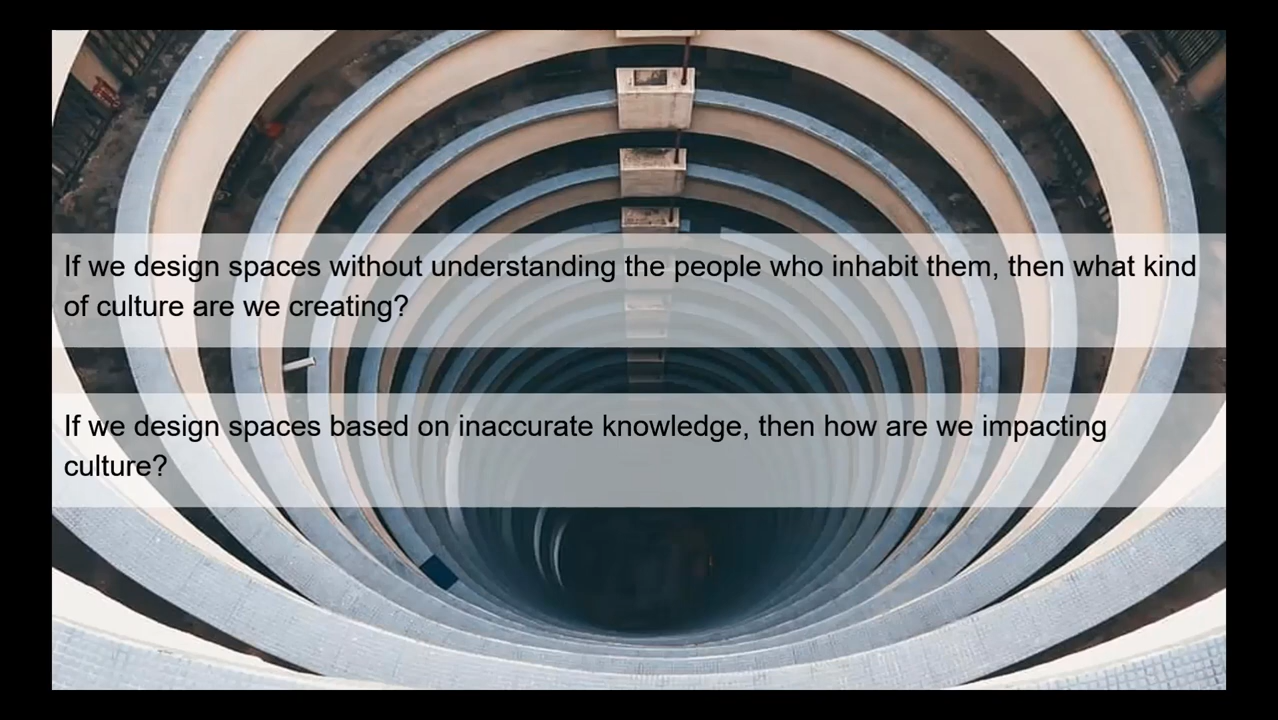 If we design spaces without understanding the people who inhabit them, then what kind
of culture are we creating?
If we design spaces based on inaccurate knowledge, then how are we impacting
culture?